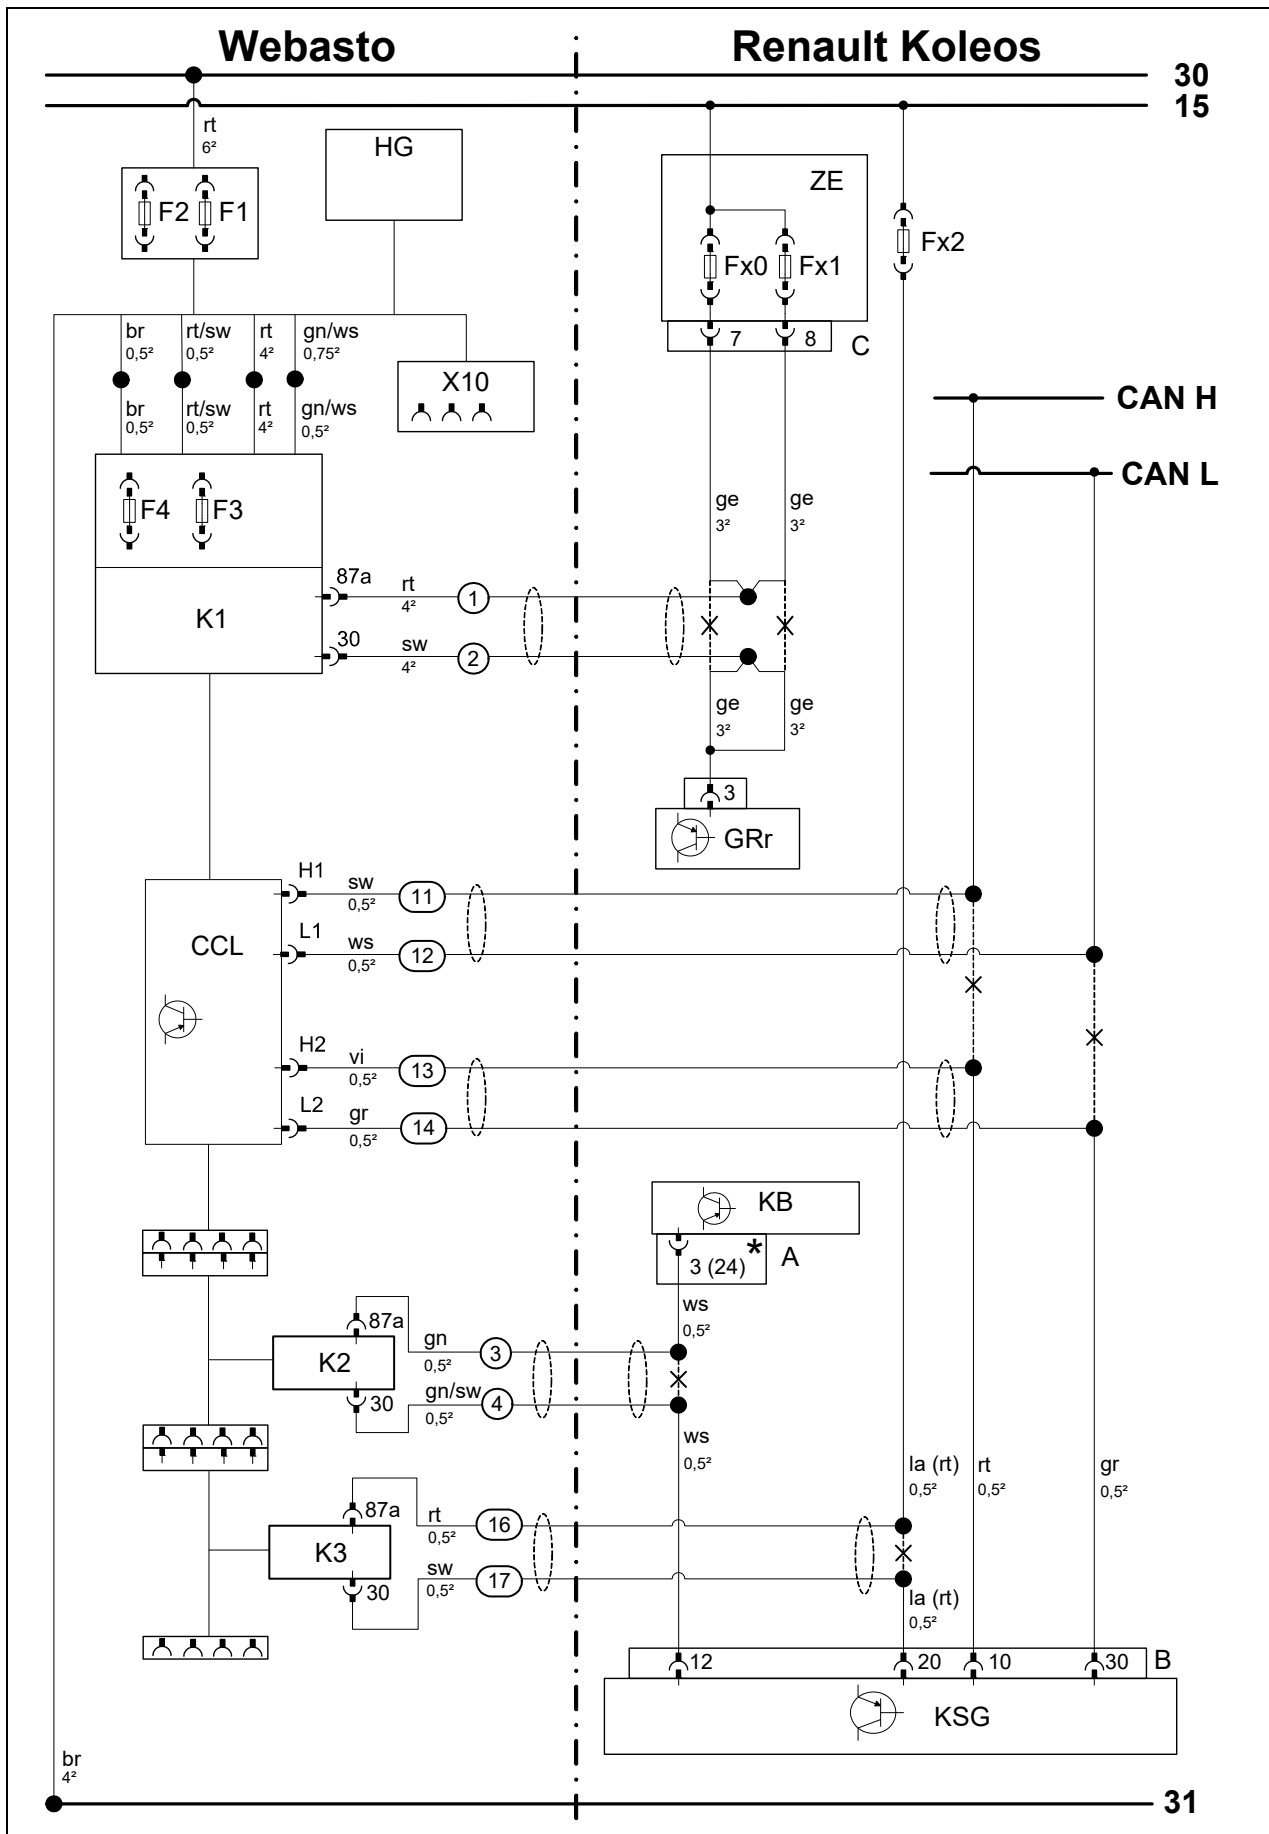 Webasto Renault Koleos
30
15
rt
6²
HG
ZE
F2 F1
Fx2
Fx0 Fx1
br rt/sw rt gn/ws
0,5² 0,5² 4² 0,75²
7 8 C
X10
CAN H
br rt/sw rt gn/ws
0,5² 0,5² 4² 0,5²
CAN L
F4 F3
ge ge
3² 3²
87a rt 1
4²
K1
30 sw 2
4²
ge ge
3² 3²
3
GRr
H1 sw 11
0,5²
L1 ws 12
CCL 0,5²
H2 vi 13
0,5²
L2 gr 14
0,5²
KB
3 (24) * A
ws
0,5²
87a gn 3
K2 0,5²
30 gn/sw 4
0,5²
ws
0,5²
la (rt) rt gr
0,5² 0,5² 0,5²
87a rt 16
K3 0,5²
30 sw 17
0,5²
la (rt)
0,5²
12 20 10 30 B
KSG
br
4²
31